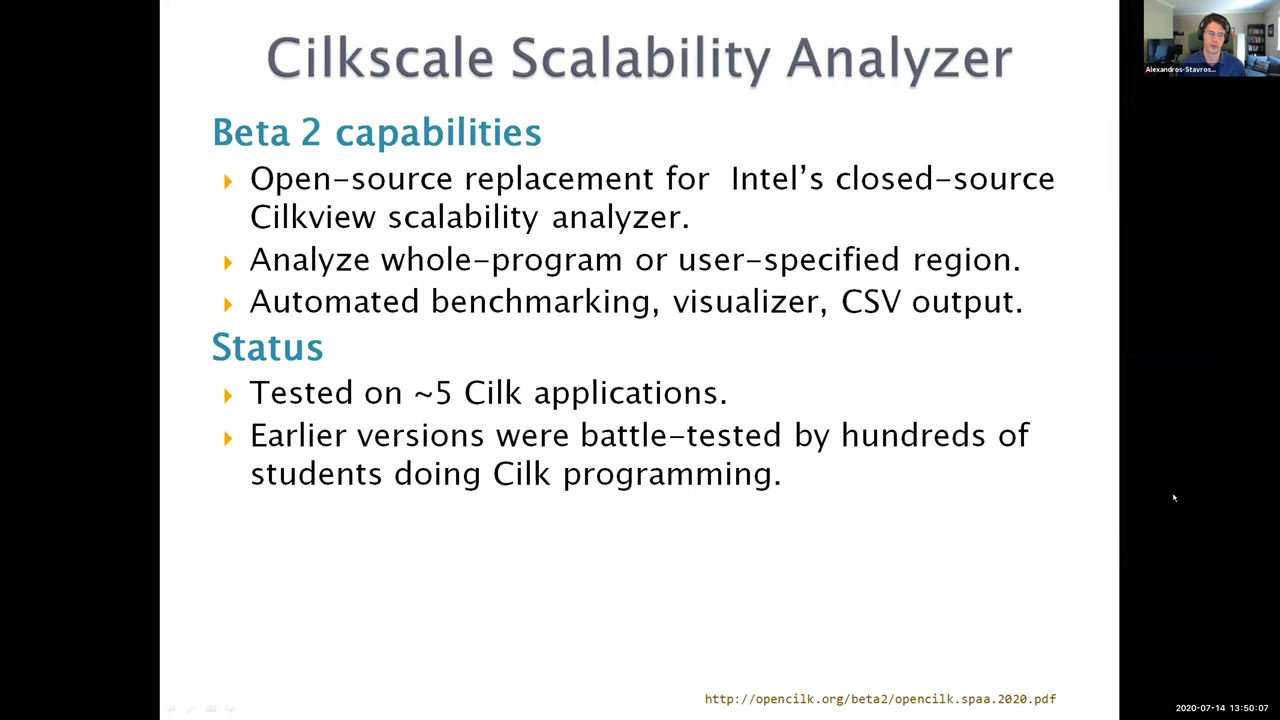 Cilkscale Scalability Analyzer
Alexandros-Stavros...
Beta 2 capabilities
Open-source replacement for Intel's closed-source
Cilkview scalability analyzer.
Analyze whole-program or user-specified region.
Automated benchmarking, visualizer, CSV output.
Status
Tested on ~5 Cilk applications.
Earlier versions were battle-tested by hundreds of
students doing Cilk programming.
http://opencilk.org/beta2/opencilk.spaa.2020.pdf
2020-07-14 13:50:07